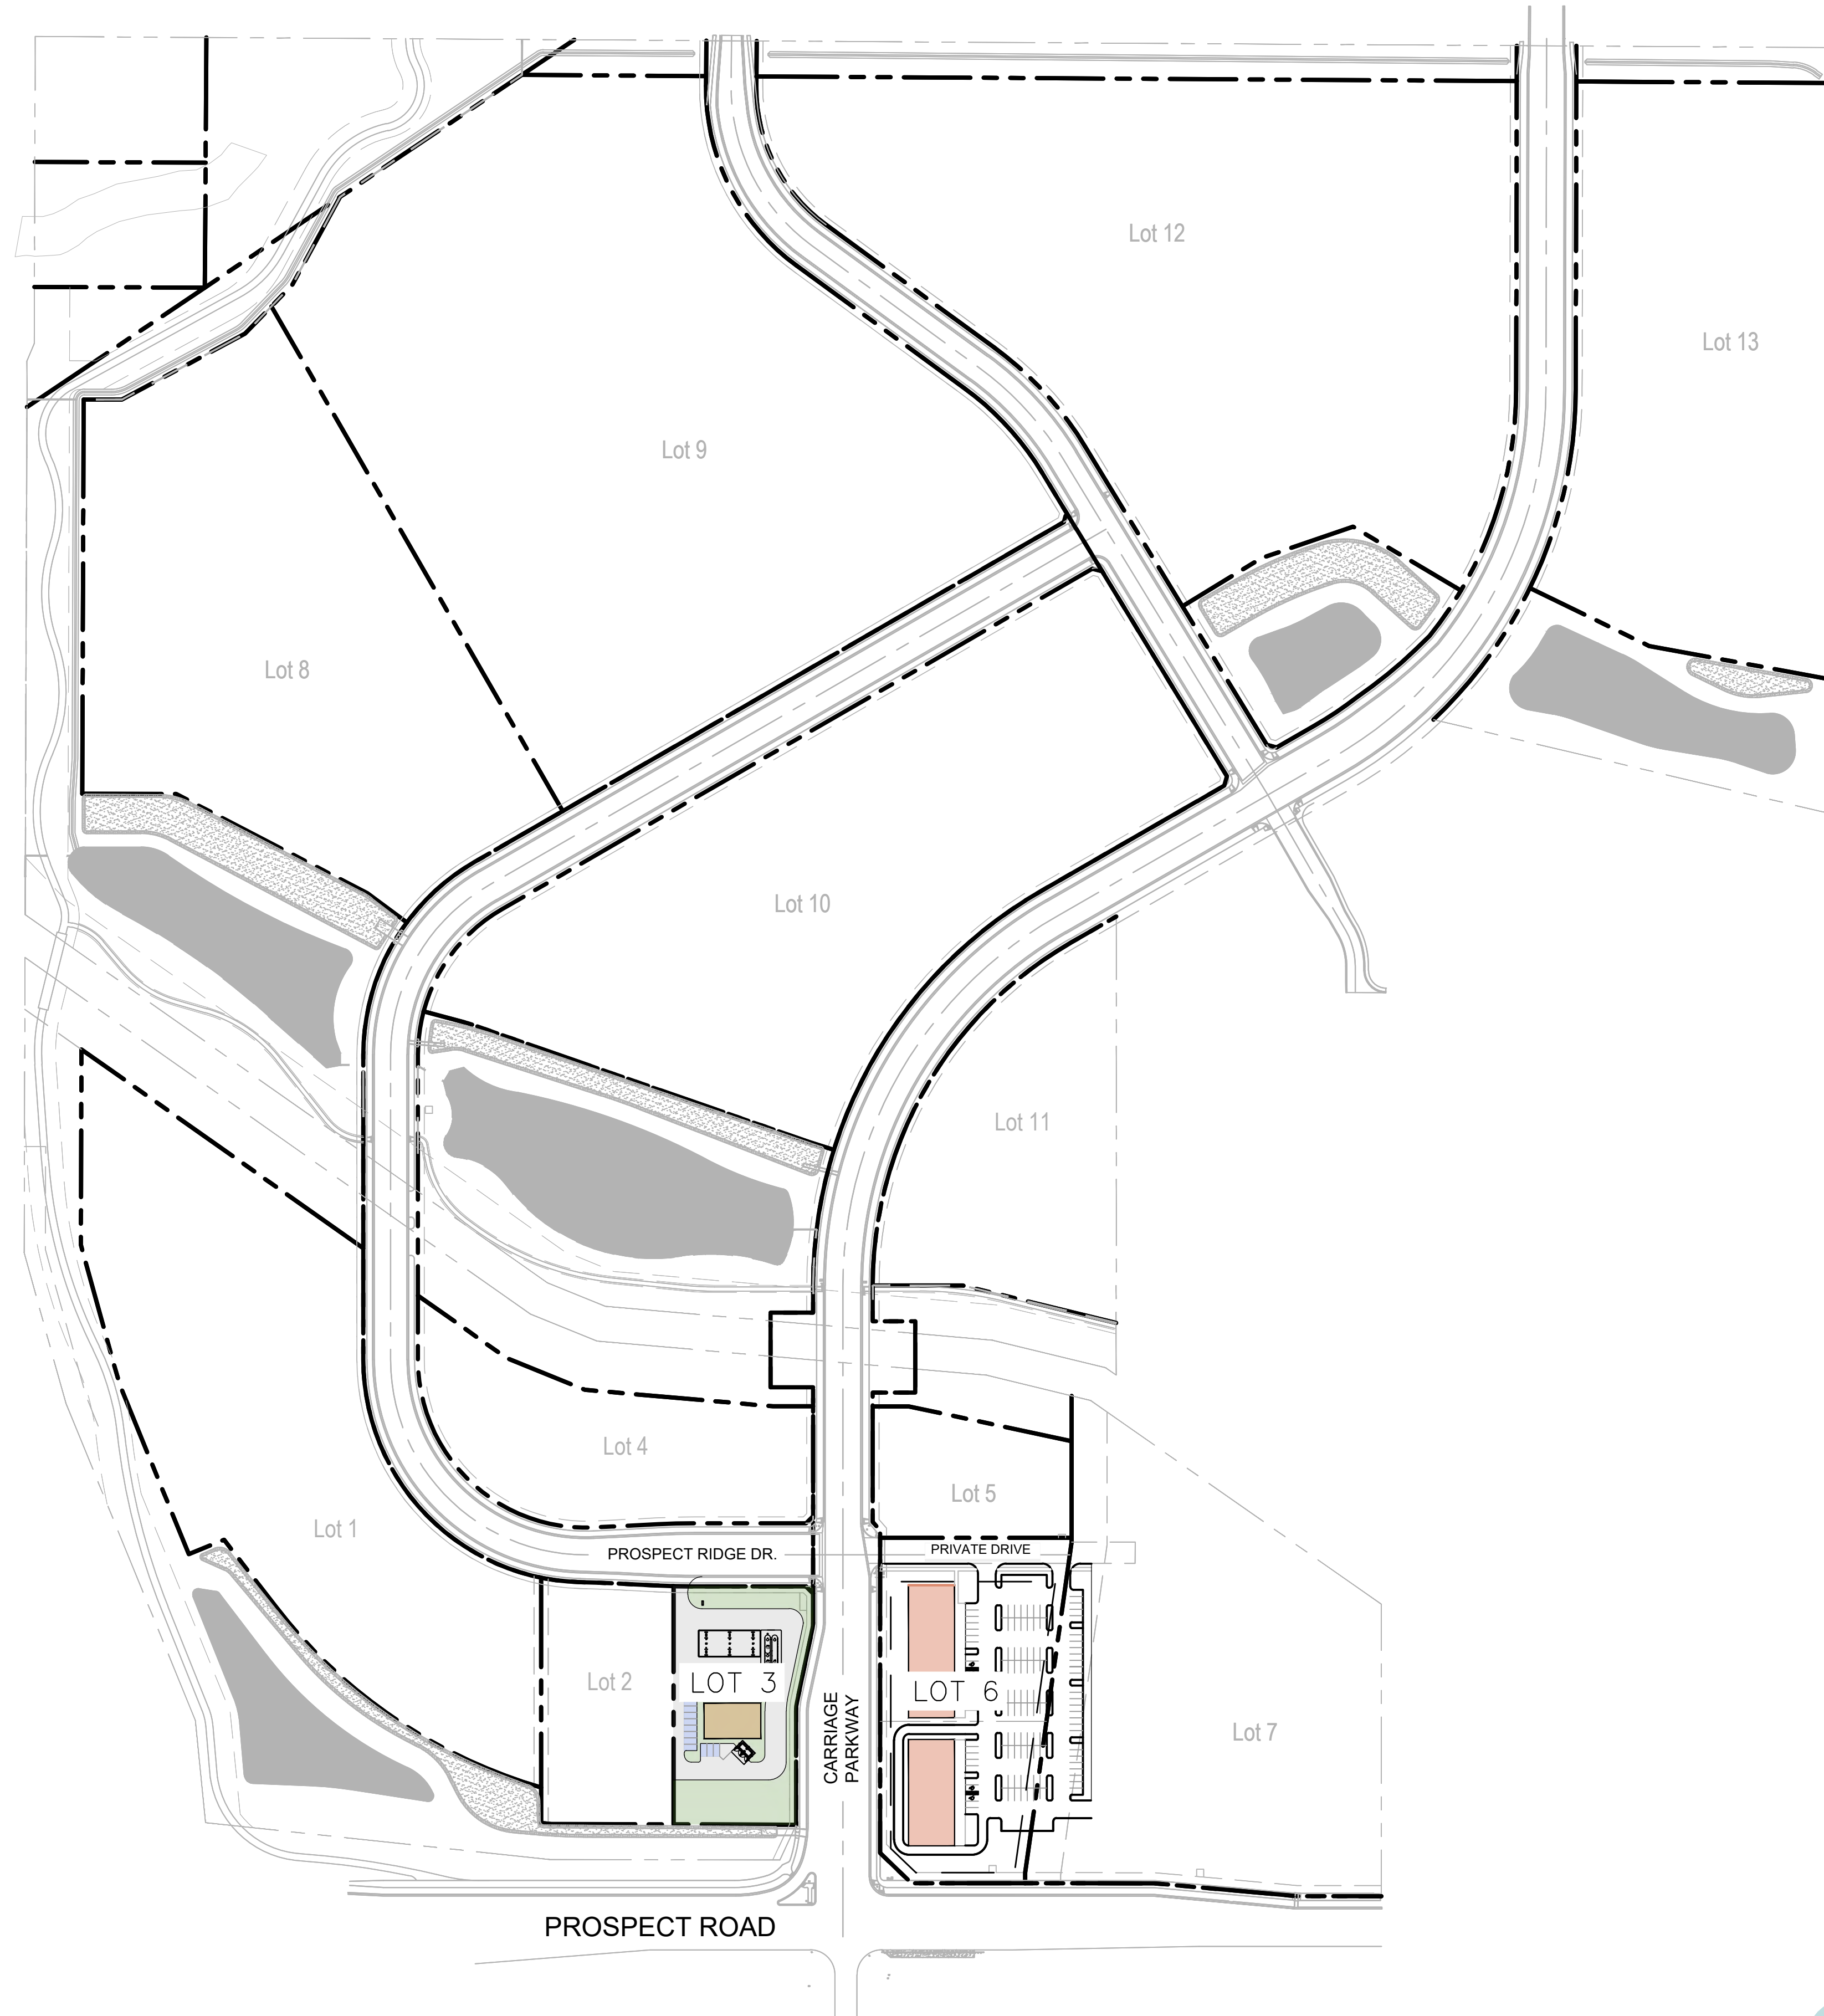 Lot 12
Lot 13
Lot 9
Lot 8
Lot 10
Lot 11
Lot 4
Lot 5
Lot 1
PROSPECT RIDGE DR.
PRIVATE DRIVE
Lot 2
LOT 3
LOT 6
CARRIAGE
PARKWAY
Lot 7
PROSPECT ROAD